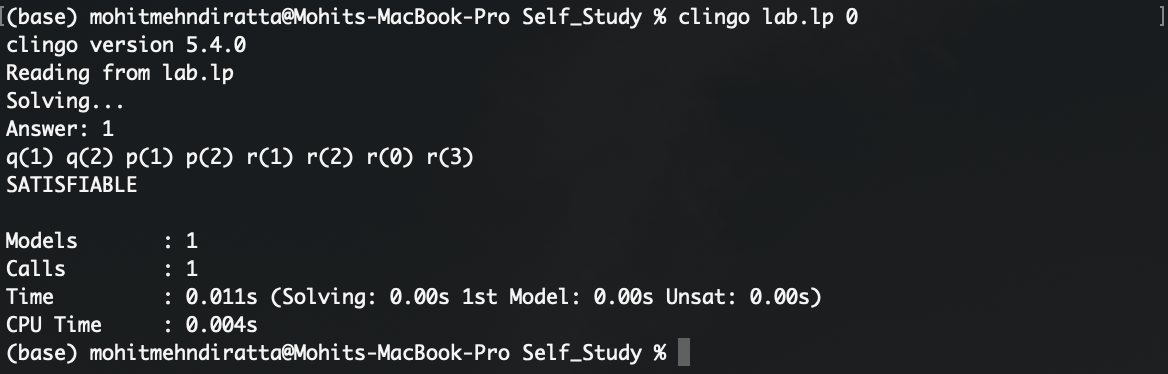 [(base) mohitmehndiratta@Mohits-MacBook-Pro Self_Study % clingo lab.lp 0 ]
clingo version 5.4.0
Reading from lab.lp
Solving...
Answer: 1
q(1) q(2) p(1) p(2) r(1) r(2) r(0) r(3)
SATISFIABLE

Models       : 1
Calls        : 1
Time         : 0.011s (Solving: 0.00s 1st Model: 0.00s Unsat: 0.00s)
CPU Time     : 0.004s
(base) mohitmehndiratta@Mohits-MacBook-Pro Self_Study %